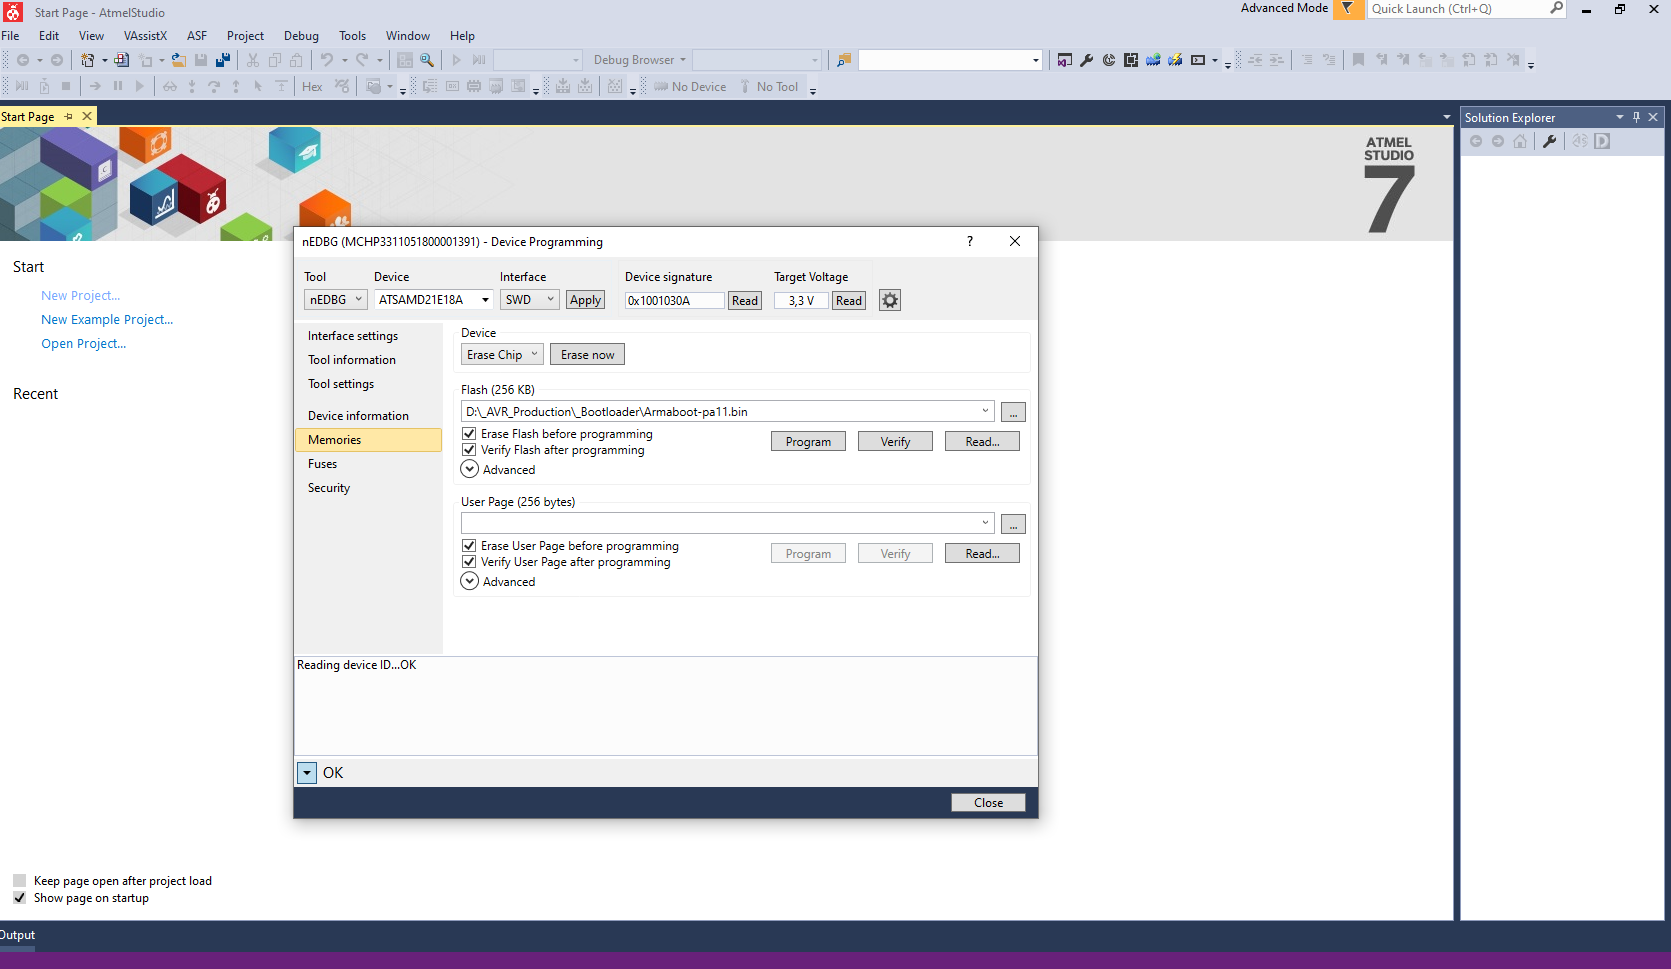 Start Page - AtmelStudio
Advanced Mode
Quick Launch (Ctrl+Q)
File Edit View VAssistX ASF Project Debug Tools Window Help
Debug Browser
Hex
No Device
No Tool
Start Page
Solution Explorer
ATMEL
STUDIO
7
Start
New Project...
New Example Project...
Open Project...
Recent
nEDBG (MCHP3311051800001391) - Device Programming
?
Tool Device Interface Device signature Target Voltage
nEDBG ATSAMD21E18A SWD Apply 0x1001030A Read 3,3 V Read
Interface settings
Tool information
Tool settings
Device information
Memories
Fuses
Security
Device
Erase Chip Erase now
Flash (256 KB)
D:\_AVR_Production\_Bootloader\Armaboot-pa11.bin ...
Erase Flash before programming
Verify Flash after programming
Program Verify Read...
Advanced
User Page (256 bytes)
...
Erase User Page before programming
Verify User Page after programming
Program Verify Read...
Advanced
Reading device ID...OK
OK
Close
Keep page open after project load
Show page on startup
Output